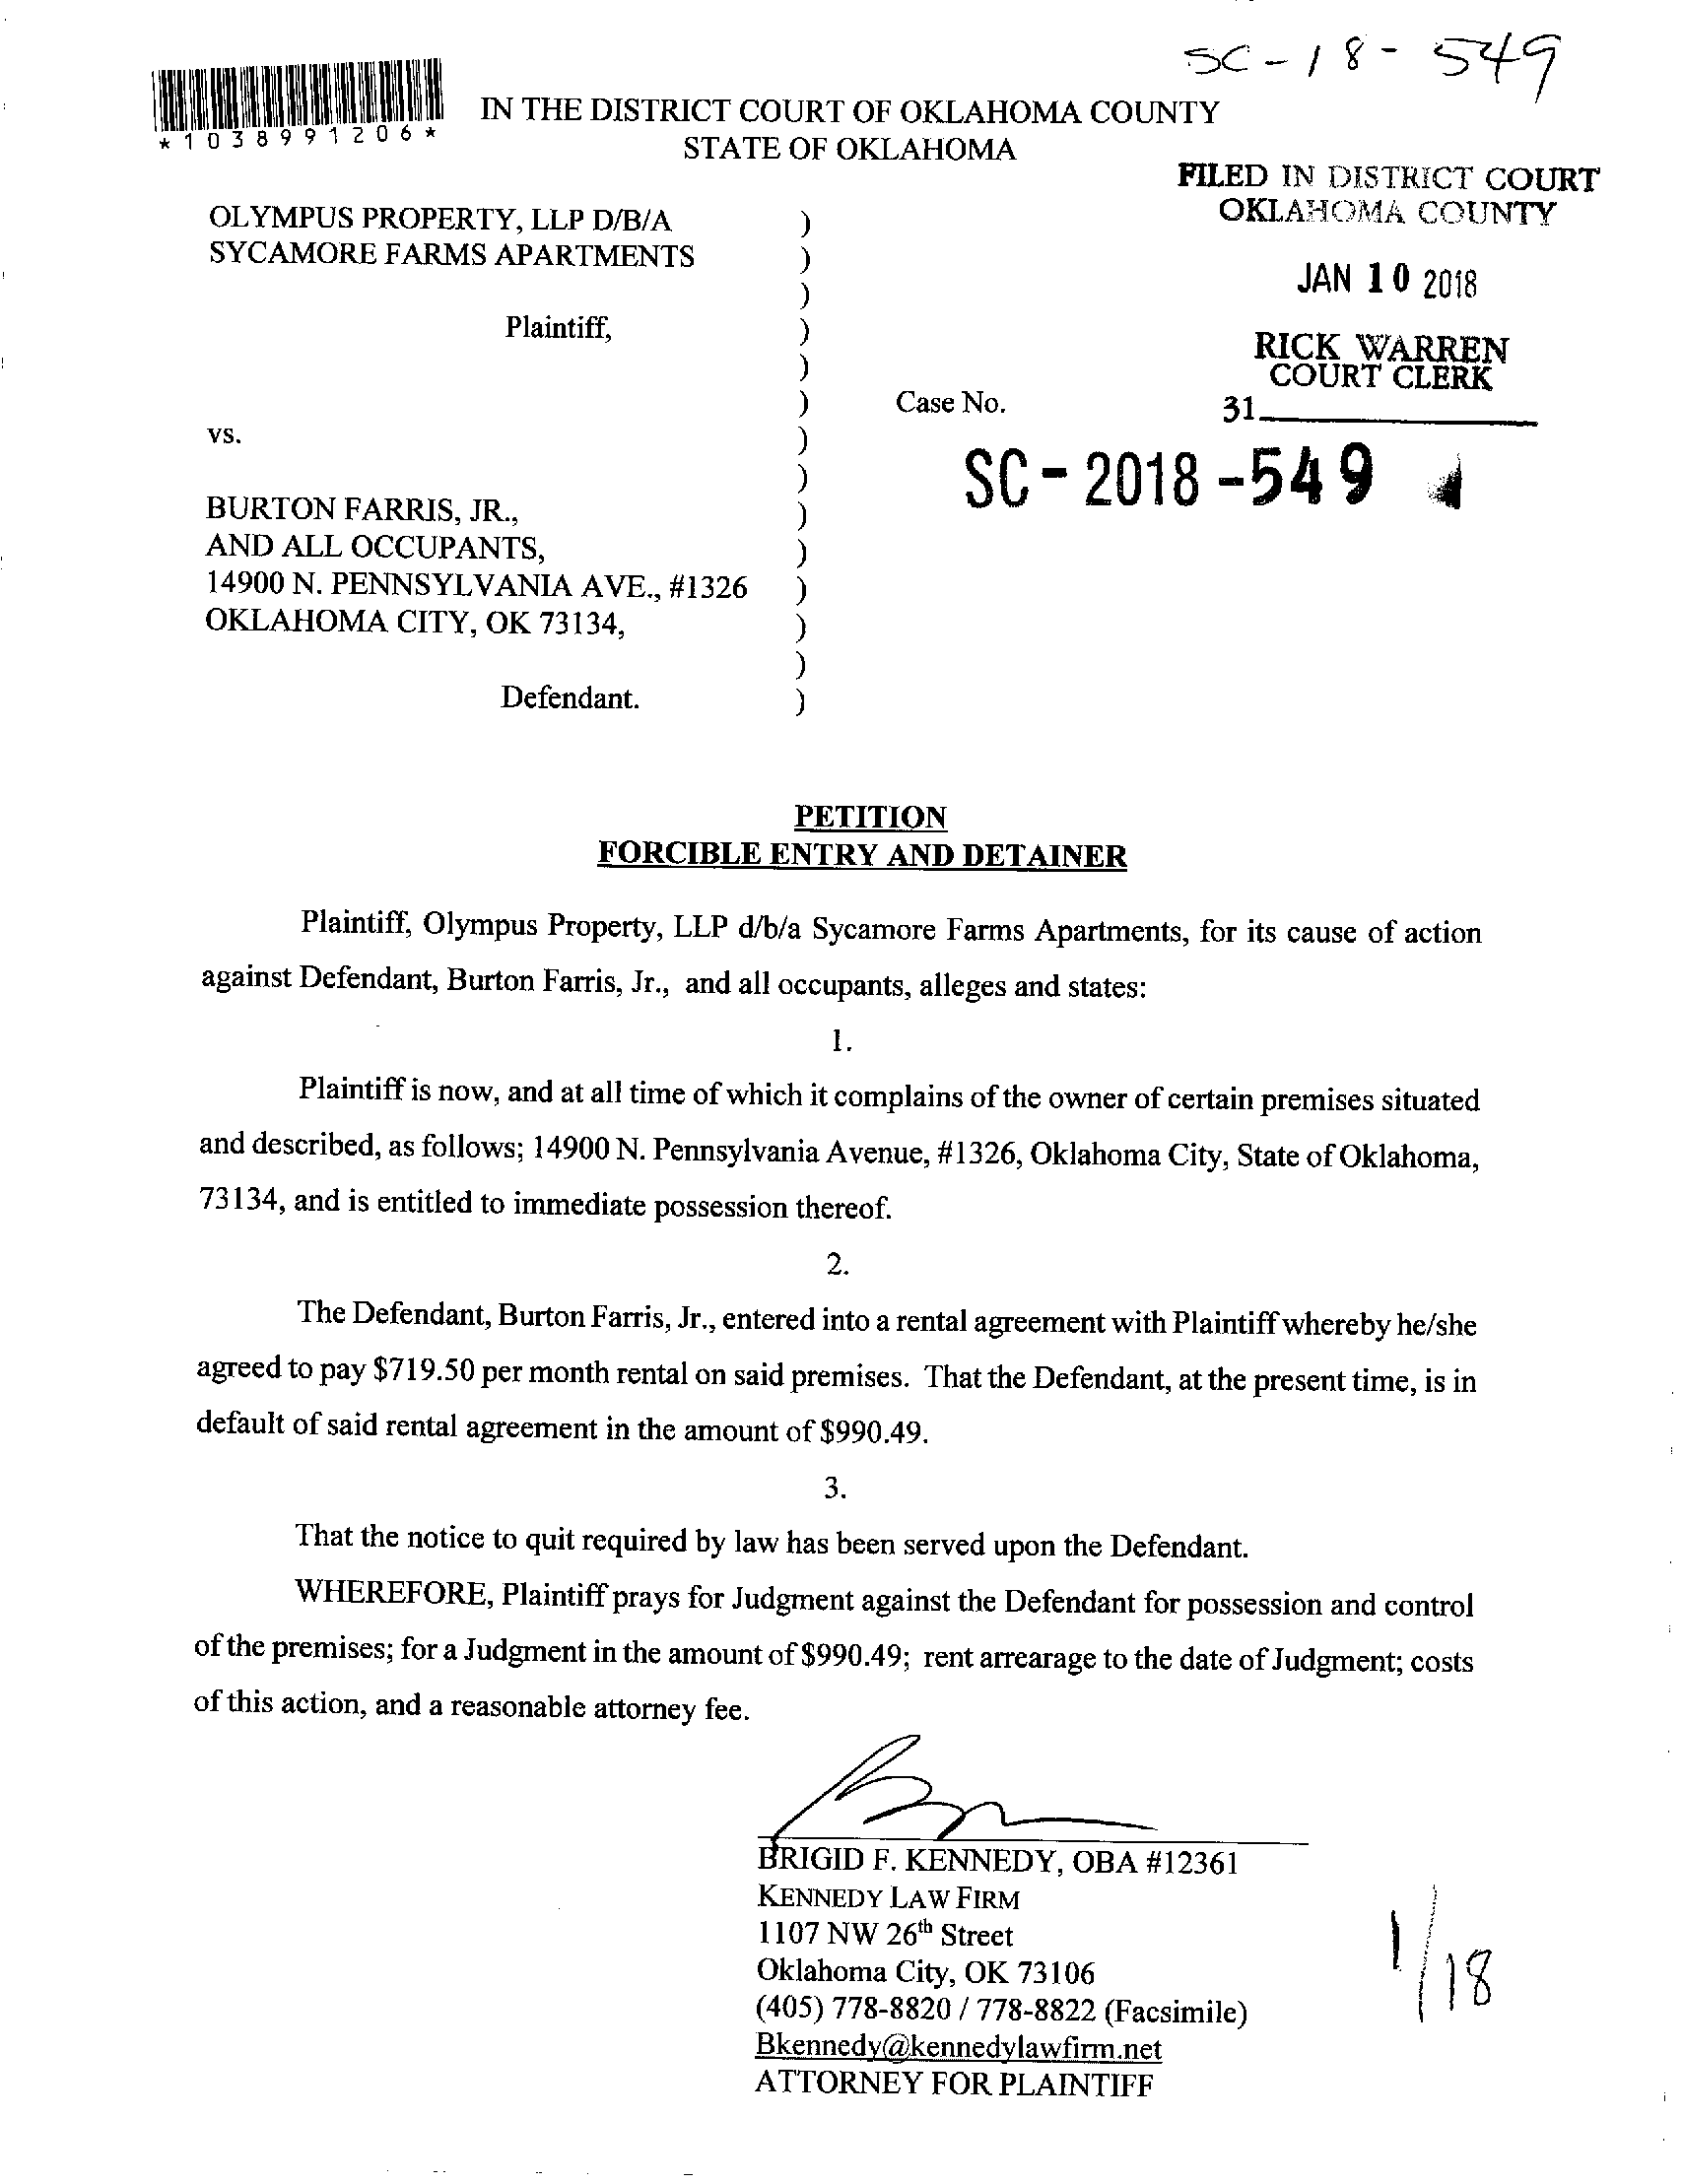 SC-18-549
*1038991206*
IN THE DISTRICT COURT OF OKLAHOMA COUNTY
STATE OF OKLAHOMA
FILED IN DISTRICT COURT
OKLAHOMA COUNTY
JAN 10 2018
RICK WARREN
COURT CLERK
31
OLYMPUS PROPERTY, LLP D/B/A )
SYCAMORE FARMS APARTMENTS )
)
Plaintiff, )
)
) Case No.
vs. )
) SC-2018-549
BURTON FARRIS, JR., )
AND ALL OCCUPANTS, )
14900 N. PENNSYLVANIA AVE., #1326 )
OKLAHOMA CITY, OK 73134, )
)
Defendant. )
PETITION
FORCIBLE ENTRY AND DETAINER
Plaintiff, Olympus Property, LLP d/b/a Sycamore Farms Apartments, for its cause of action
against Defendant, Burton Farris, Jr., and all occupants, alleges and states:
1.
Plaintiff is now, and at all time of which it complains of the owner of certain premises situated
and described, as follows; 14900 N. Pennsylvania Avenue, #1326, Oklahoma City, State of Oklahoma,
73134, and is entitled to immediate possession thereof.
2.
The Defendant, Burton Farris, Jr., entered into a rental agreement with Plaintiff whereby he/she
agreed to pay $719.50 per month rental on said premises. That the Defendant, at the present time, is in
default of said rental agreement in the amount of $990.49.
3.
That the notice to quit required by law has been served upon the Defendant.
WHEREFORE, Plaintiff prays for Judgment against the Defendant for possession and control
of the premises; for a Judgment in the amount of $990.49; rent arrearage to the date of Judgment; costs
of this action, and a reasonable attorney fee.
BRIGID F. KENNEDY, OBA #12361
KENNEDY LAW FIRM
1107 NW 26th Street
Oklahoma City, OK 73106
(405) 778-8820 / 778-8822 (Facsimile)
Bkennedy@kennedylawfirm.net
ATTORNEY FOR PLAINTIFF
1/18